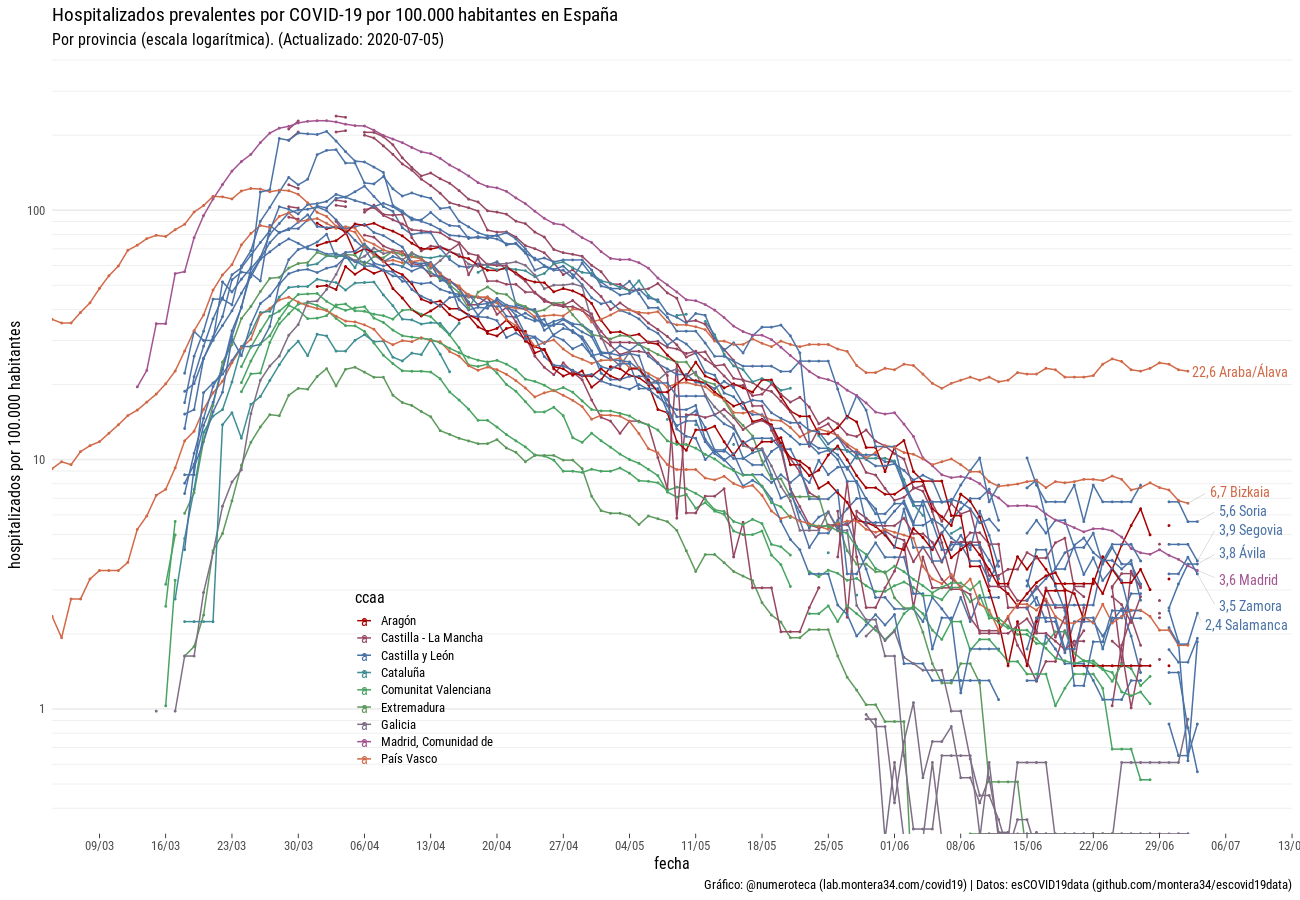 Hospitalizados prevalentes por COVID-19 por 100.000 habitantes en España
Por provincia (escala logarítmica). (Actualizado: 2020-07-05)
hospitalizados por 100.000 habitantes
100
10
1
22,6 Araba/Álava
6,7 Bizkaia
5,6 Soria
3,9 Segovia
3,8 Ávila
3,6 Madrid
3,5 Zamora
2,4 Salamanca
ccaa
Aragón
Castilla - La Mancha
Castilla y León
Cataluña
Comunitat Valenciana
Extremadura
Galicia
Madrid, Comunidad de
País Vasco
09/03 16/03 23/03 30/03 06/04 13/04 20/04 27/04 04/05 11/05 18/05 25/05 01/06 08/06 15/06 22/06 29/06 06/07 13/0
fecha
Gráfico: @numeroteca (lab.montera34.com/covid19) | Datos: esCOVID19data (github.com/montera34/escovid19data)